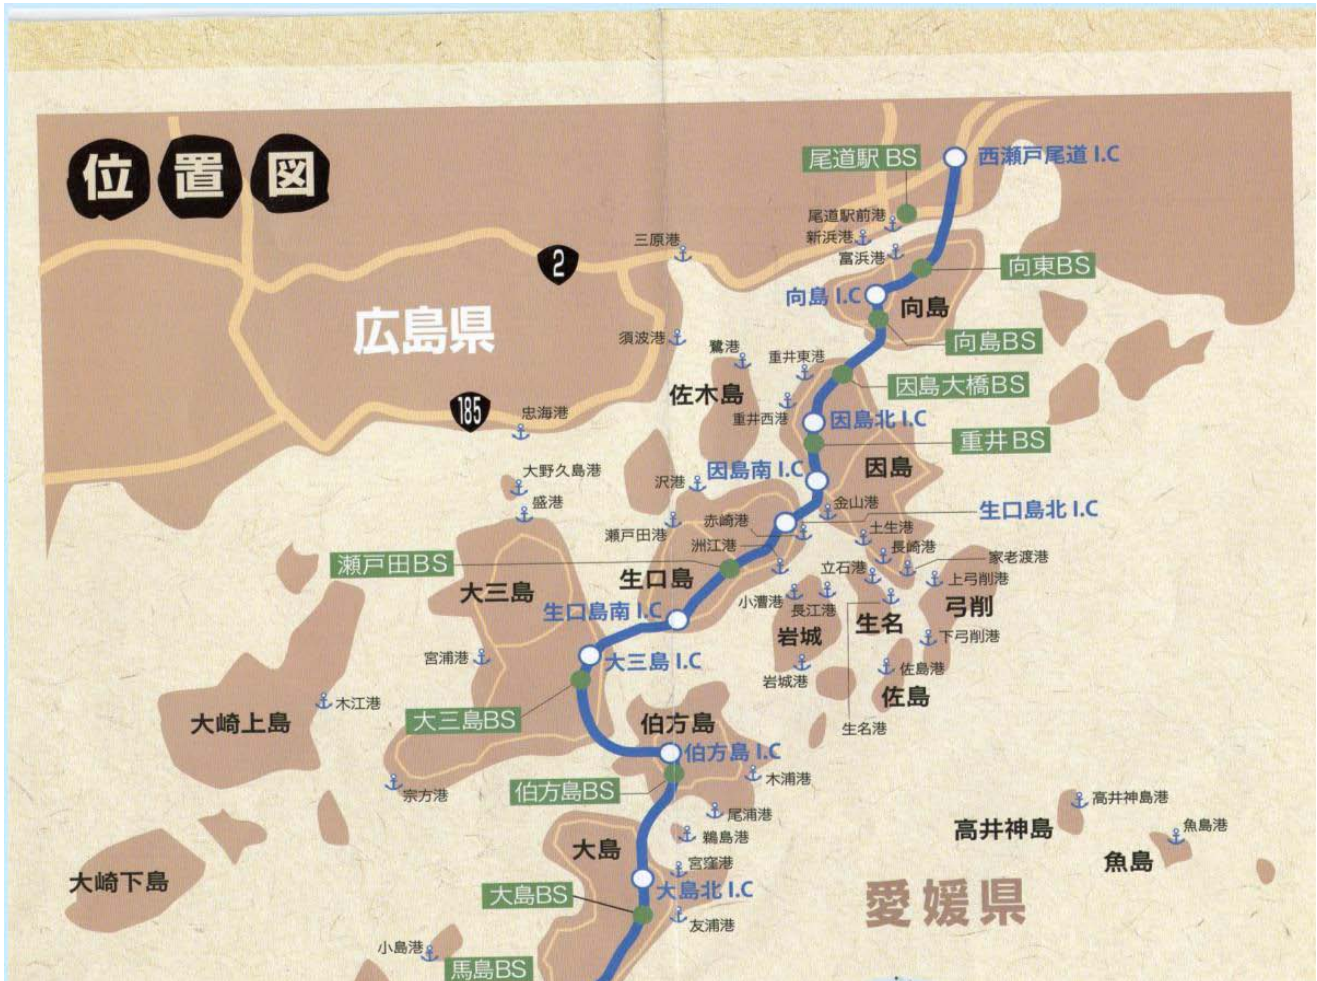 位置図
尾道駅BS
西瀬戸尾道 I.C
尾道駅前港
新浜港
三原港
富浜港
2
向東BS
向島 I.C
向島
広島県
須波港
鷺港
向島BS
重井東港
因島大橋BS
佐木島
185
忠海港
重井西港
因島北 I.C
重井BS
大野久島港
沢港
因島南 I.C
因島
盛港
金山港
生口島北 I.C
赤崎港
瀬戸田港
土生港
洲江港
長崎港
家老渡港
瀬戸田BS
大三島
生口島
立石港
上弓削港
小漕港
長江港
弓削
生口島南 I.C
岩城
生名
下弓削港
宮浦港
大三島 I.C
岩城港
佐島港
佐島
木江港
大崎上島
大三島BS
伯方島
生名港
伯方島 I.C
木浦港
宗方港
伯方島BS
高井神島港
尾浦港
高井神島
魚島港
鵜島港
大島
魚島
宮窪港
大崎下島
大島北 I.C
大島BS
愛媛県
友浦港
小島港
馬島BS